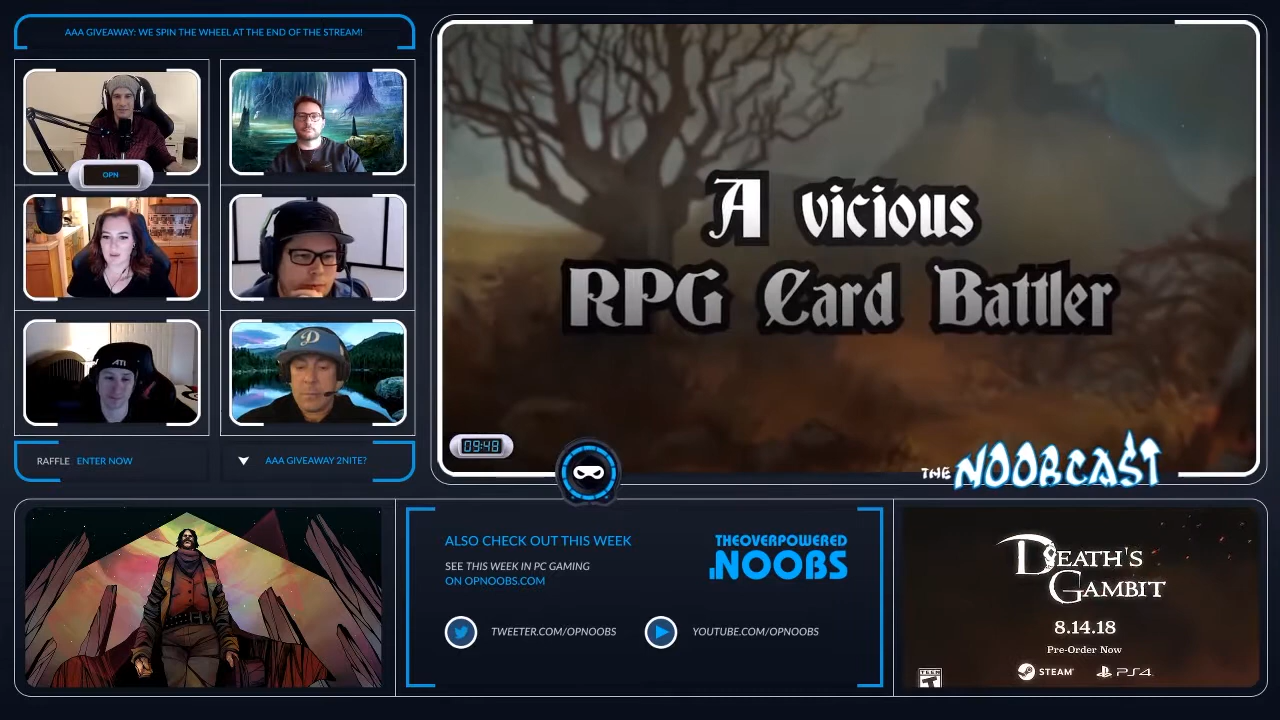 AAA GIVEAWAY: WE SPIN THE WHEEL AT THE END OF THE STREAM!
OPN
ATI
D
RAFFLE ENTER NOW
AAA GIVEAWAY 2NITE?
A vicious
RPG Card Battler
09:48
THE NOOBCAST
ALSO CHECK OUT THIS WEEK
SEE THIS WEEK IN PC GAMING
ON OPNOOBS.COM
THEOVERPOWERED
.NOOBS
TWEETER.COM/OPNOOBS
YOUTUBE.COM/OPNOOBS
DEATH'S
GAMBIT
8.14.18
Pre-Order Now
STEAM
PS4
TEEN
T